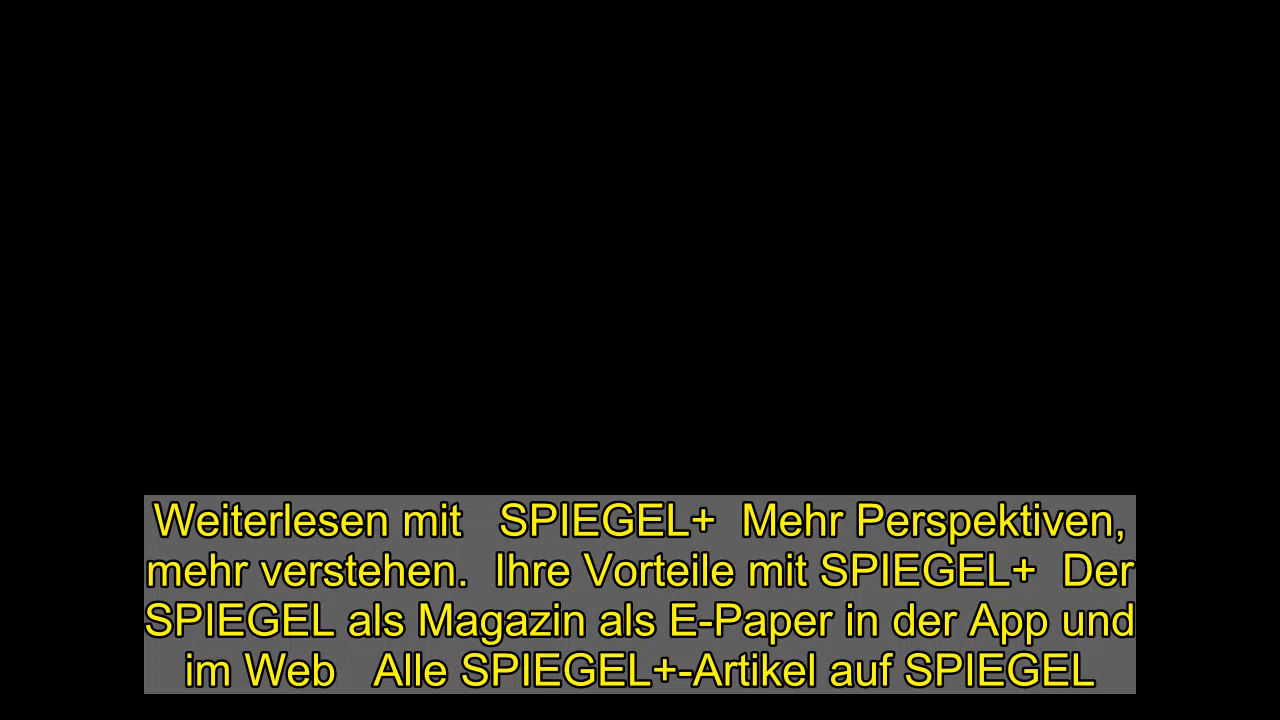 Weiterlesen mit   SPIEGEL+  Mehr Perspektiven,
mehr verstehen.  Ihre Vorteile mit SPIEGEL+  Der
SPIEGEL als Magazin als E-Paper in der App und
im Web   Alle SPIEGEL+-Artikel auf SPIEGEL